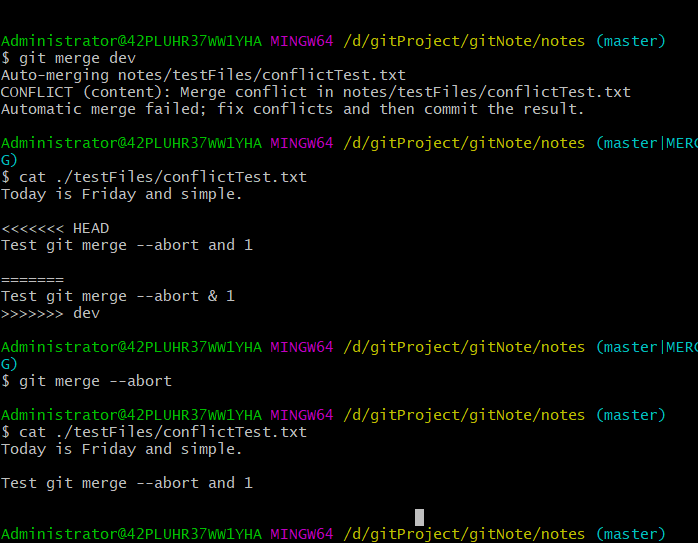 Administrator@42PLUHR37WW1YHA MINGW64 /d/gitProject/gitNote/notes (master)
$ git merge dev
Auto-merging notes/testFiles/conflictTest.txt
CONFLICT (content): Merge conflict in notes/testFiles/conflictTest.txt
Automatic merge failed; fix conflicts and then commit the result.
Administrator@42PLUHR37WW1YHA MINGW64 /d/gitProject/gitNote/notes (master|MERG
G)
$ cat ./testFiles/conflictTest.txt
Today is Friday and simple.
<<<<<<< HEAD
Test git merge --abort and 1
=======
Test git merge --abort & 1
>>>>>>> dev
Administrator@42PLUHR37WW1YHA MINGW64 /d/gitProject/gitNote/notes (master|MERG
G)
$ git merge --abort
Administrator@42PLUHR37WW1YHA MINGW64 /d/gitProject/gitNote/notes (master)
$ cat ./testFiles/conflictTest.txt
Today is Friday and simple.
Test git merge --abort and 1
Administrator@42PLUHR37WW1YHA MINGW64 /d/gitProject/gitNote/notes (master)